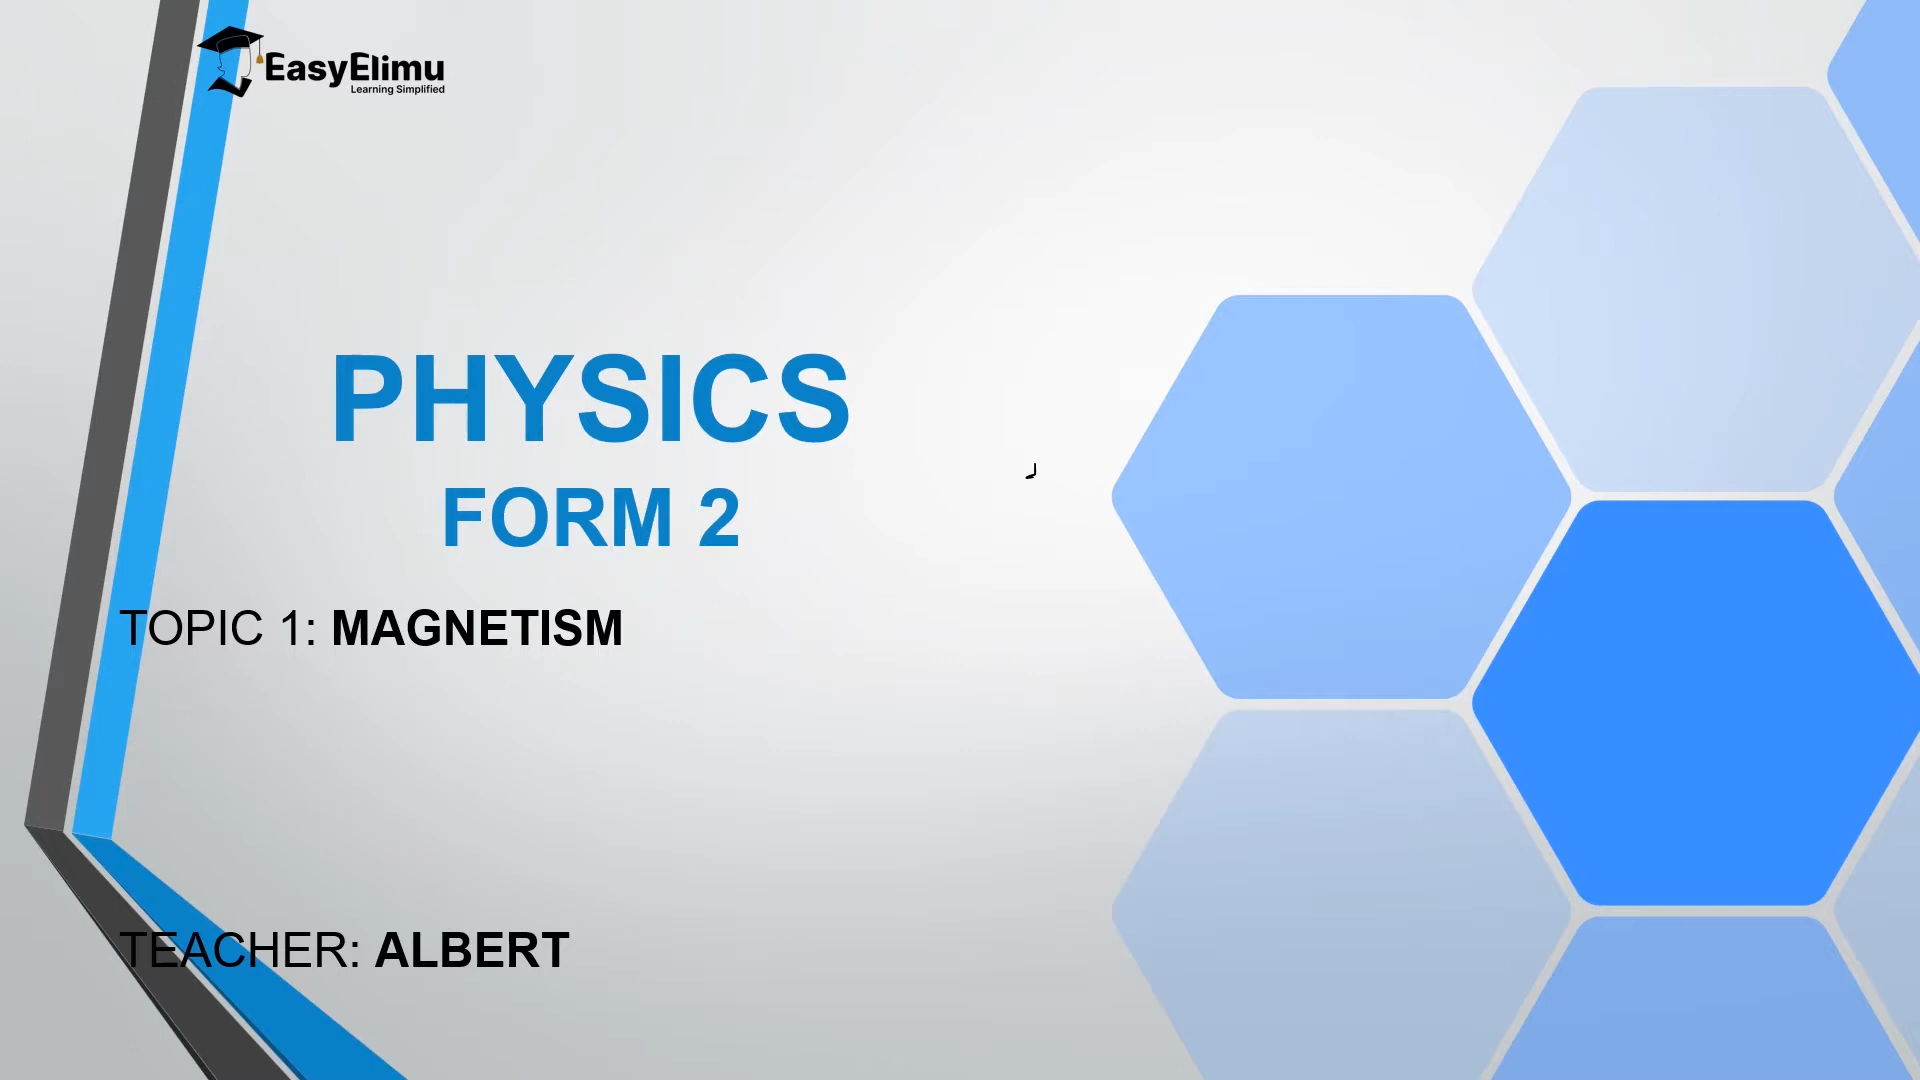 EasyElimu
Learning Simplified
PHYSICS
FORM 2
TOPIC 1: MAGNETISM
TEACHER: ALBERT